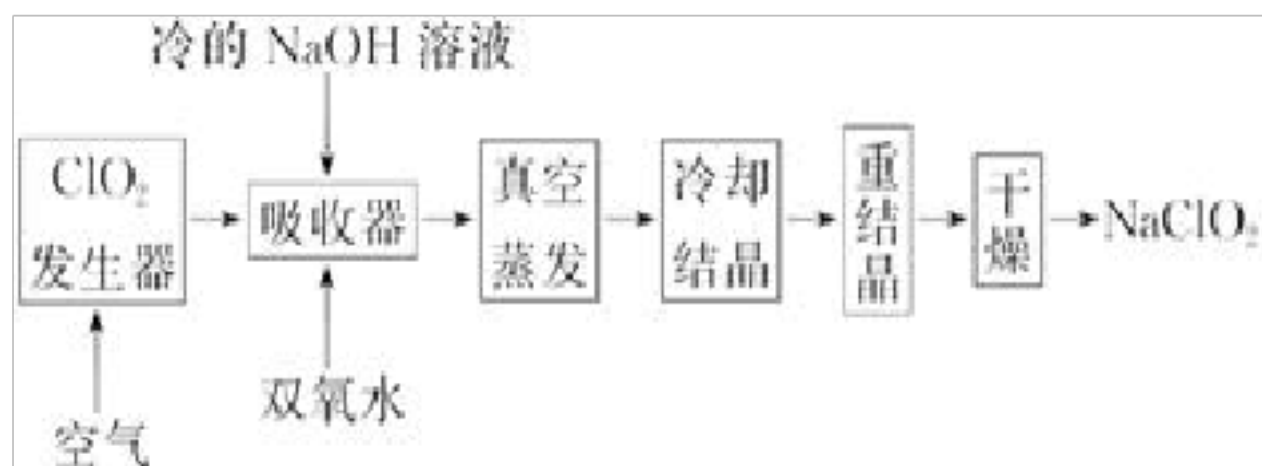 冷的 NaOH 溶液
ClO₂
发生器
吸收器
真空
蒸发
冷却
结晶
重结晶
干燥
NaClO₂
双氧水
空气